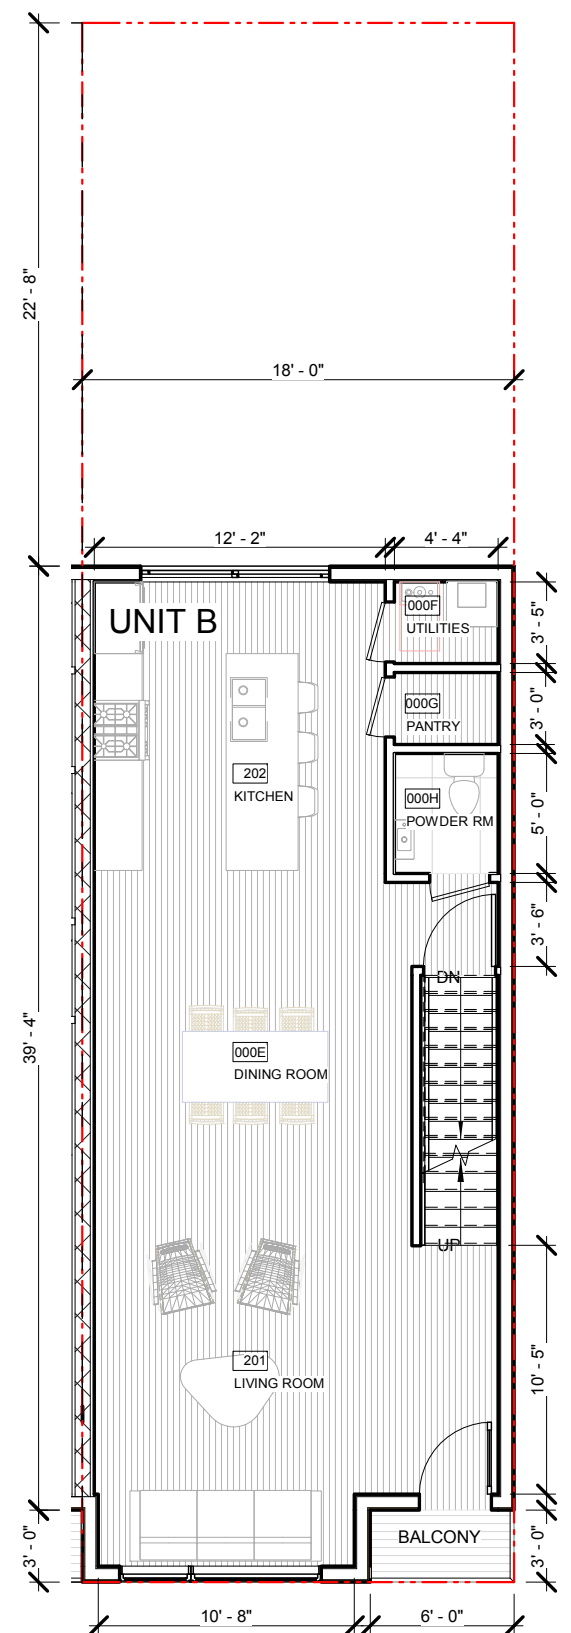 22' - 8"
18' - 0"
12' - 2"
4' - 4"
UNIT B
000F
UTILITIES
3' - 5"
000G
PANTRY
3' - 0"
202
KITCHEN
000H
POWDER RM
5' - 0"
3' - 6"
DN
39' - 4"
000E
DINING ROOM
UP
201
LIVING ROOM
10' - 5"
BALCONY
3' - 0"
3' - 0"
10' - 8"
6' - 0"